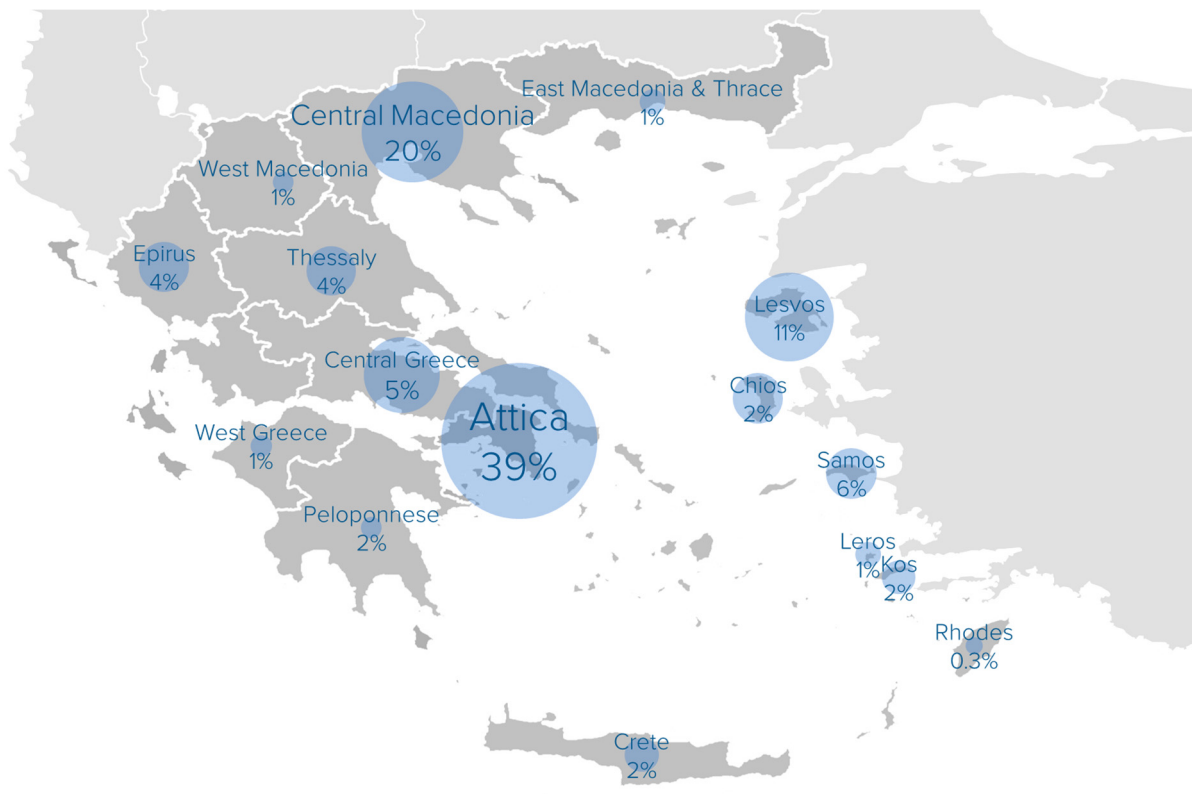 East Macedonia & Thrace
1%
Central Macedonia
20%
West Macedonia
1%
Epirus
4%
Thessaly
4%
Lesvos
11%
Central Greece
5%
Chios
2%
Attica
39%
West Greece
1%
Samos
6%
Peloponnese
2%
Leros
1%
Kos
2%
Rhodes
0.3%
Crete
2%